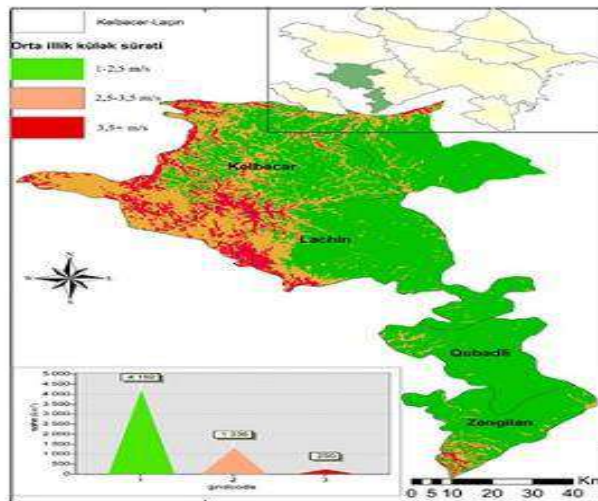 Kelbacar-Laçın
Orta illik külək sürəti
1-2,5 m/s
2,5-3,5 m/s
3,5+ m/s
Kelbacar
Lachin
N
W
E
S
Qubadli
Zengilan
5 000
4 500
4 000
3 500
3 000
2 500
2 000
1 500
1 000
500
0
1
2
3
Km
0 5 10 20 30 40